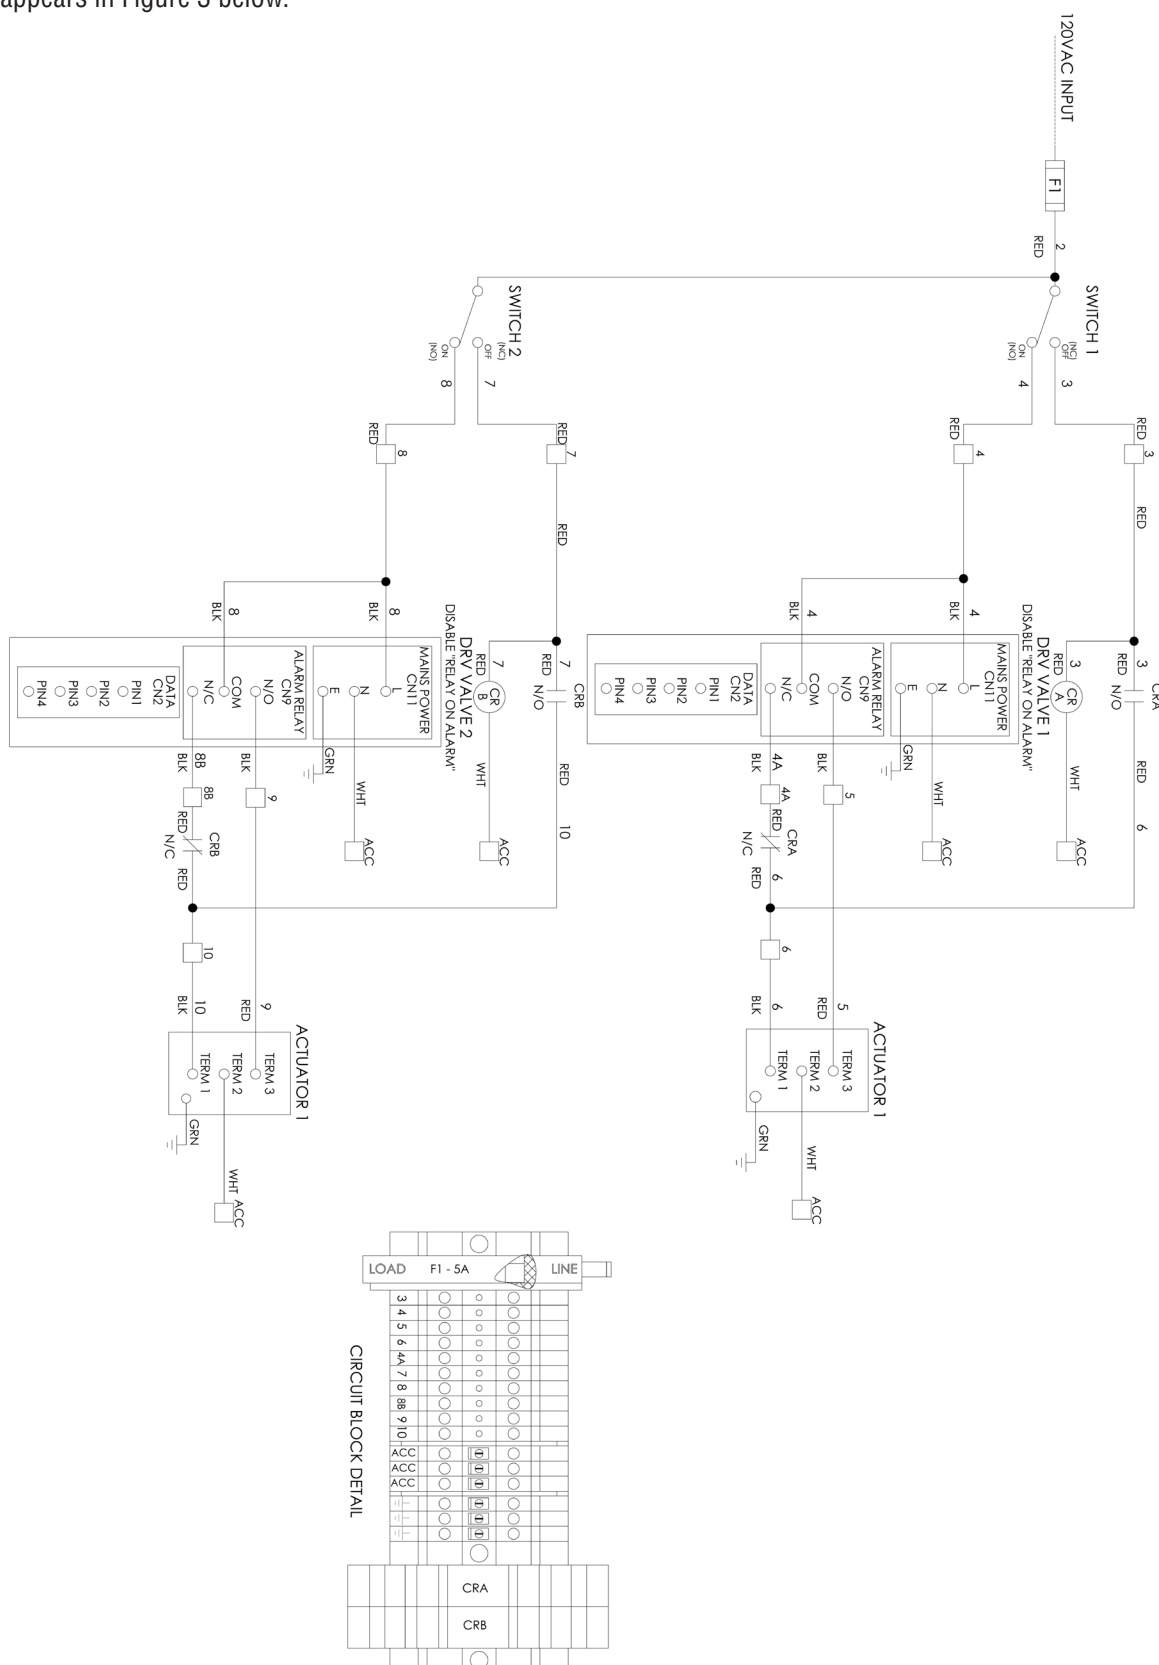 appears in Figure 3 below.
120VAC INPUT
F1
2
RED
SWITCH 1
(NC)
OFF
ON
(NO)
3
4
RED
3
RED
4
RED
CRA
3
RED
N/O
3
RED
CR
A
WHT
ACC
RED
6
DRV VALVE 1
DISABLE "RELAY ON ALARM"
4
BLK
4
BLK
MAINS POWER
CN11
L
N
E
ALARM RELAY
CN9
N/O
COM
N/C
DATA
CN2
PIN1
PIN2
PIN3
PIN4
GRN
WHT
ACC
BLK
5
4A
BLK
4A
RED
CRA
N/C
6
RED
6
5
RED
6
BLK
ACTUATOR 1
TERM 3
TERM 2
TERM 1
GRN
WHT
ACC
SWITCH 2
(NC)
OFF
ON
(NO)
7
8
RED
7
RED
8
RED
CRB
7
RED
N/O
7
RED
CR
B
WHT
ACC
RED
10
DRV VALVE 2
DISABLE "RELAY ON ALARM"
8
BLK
8
BLK
MAINS POWER
CN11
L
N
E
ALARM RELAY
CN9
N/O
COM
N/C
DATA
CN2
PIN1
PIN2
PIN3
PIN4
GRN
WHT
ACC
BLK
9
8B
BLK
8B
RED
CRB
N/C
RED
10
9
RED
10
BLK
ACTUATOR 1
TERM 3
TERM 2
TERM 1
GRN
WHT
ACC
LOAD F1 - 5A LINE
3
4
5
6
4A
7
8
8B
9
10
ACC
ACC
ACC
CRA
CRB
CIRCUIT BLOCK DETAIL